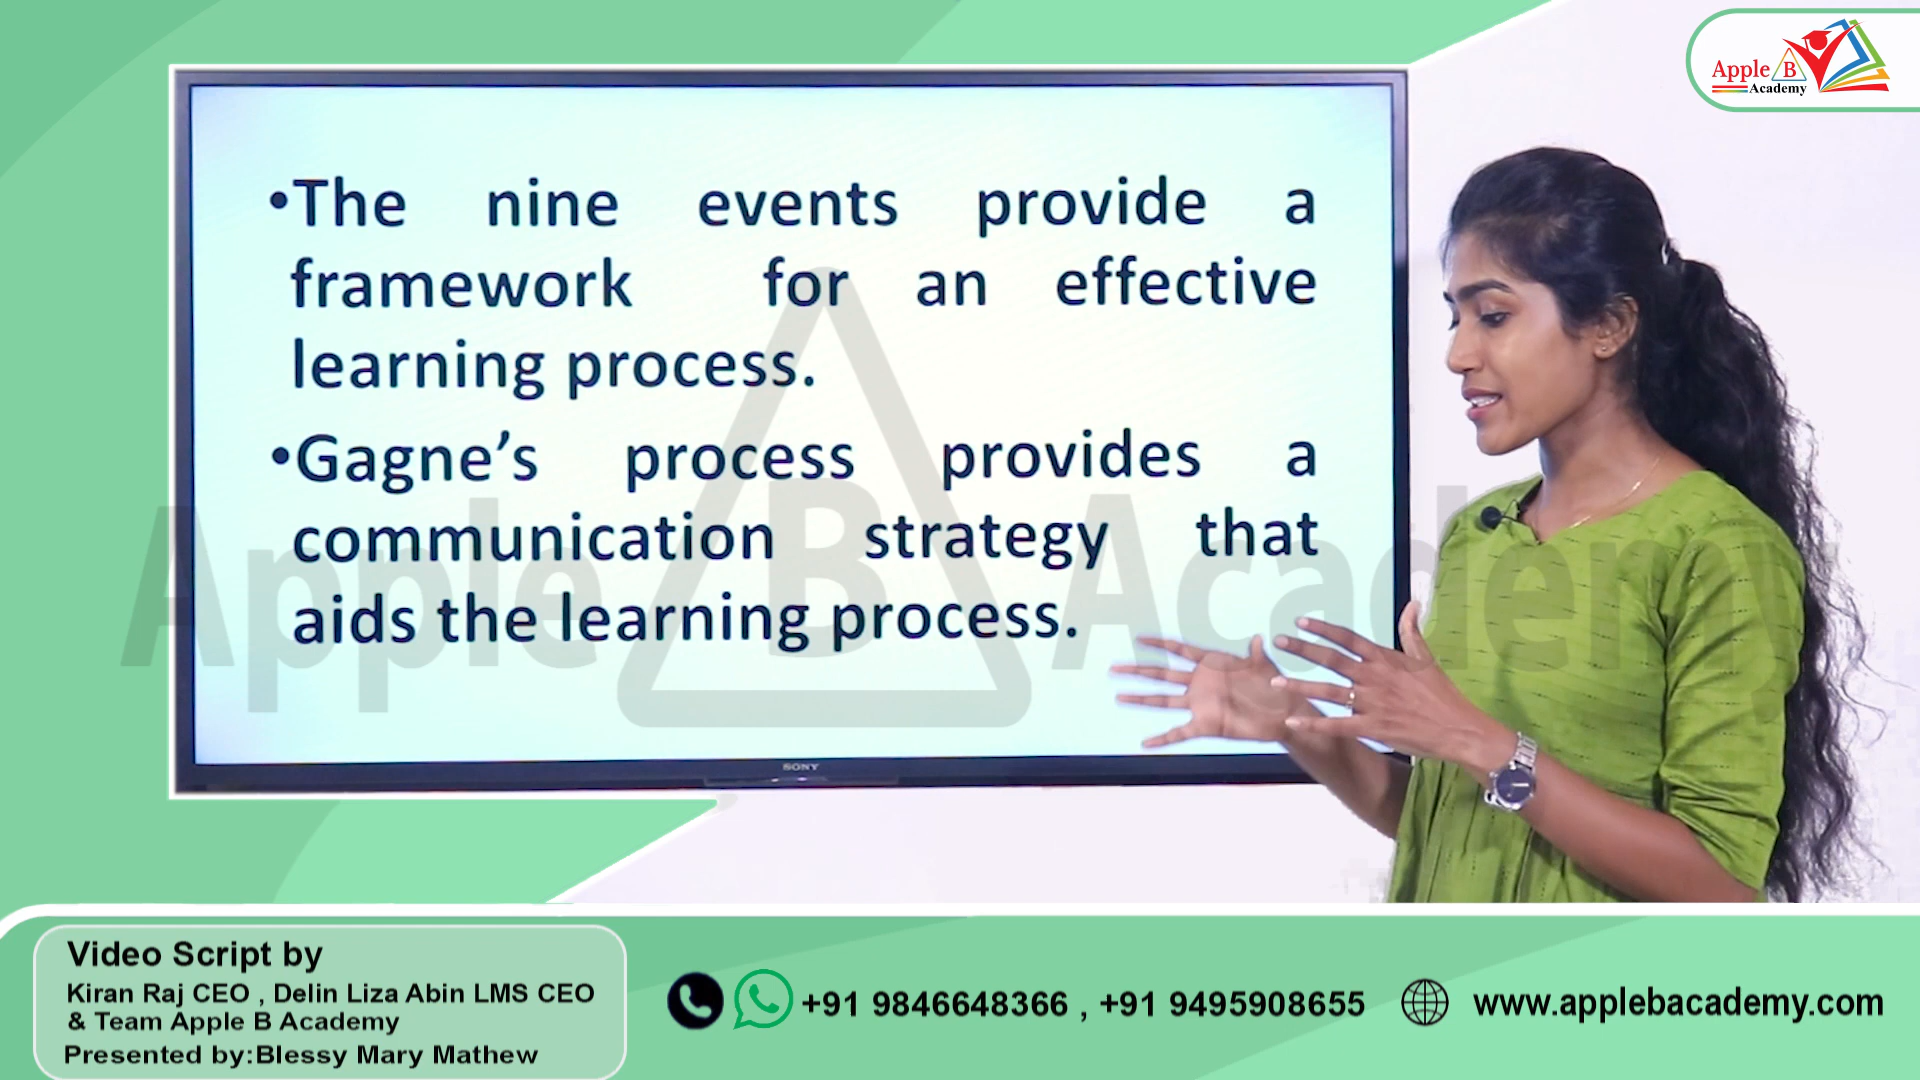 Apple B
Academy
•The nine events provide a
framework for an effective
learning process.
•Gagne’s process provides a
communication strategy that
aids the learning process.
Apple B Academy
SONY
Video Script by
Kiran Raj CEO , Delin Liza Abin LMS CEO
& Team Apple B Academy
Presented by:Blessy Mary Mathew
+91 9846648366 , +91 9495908655
www.applebacademy.com